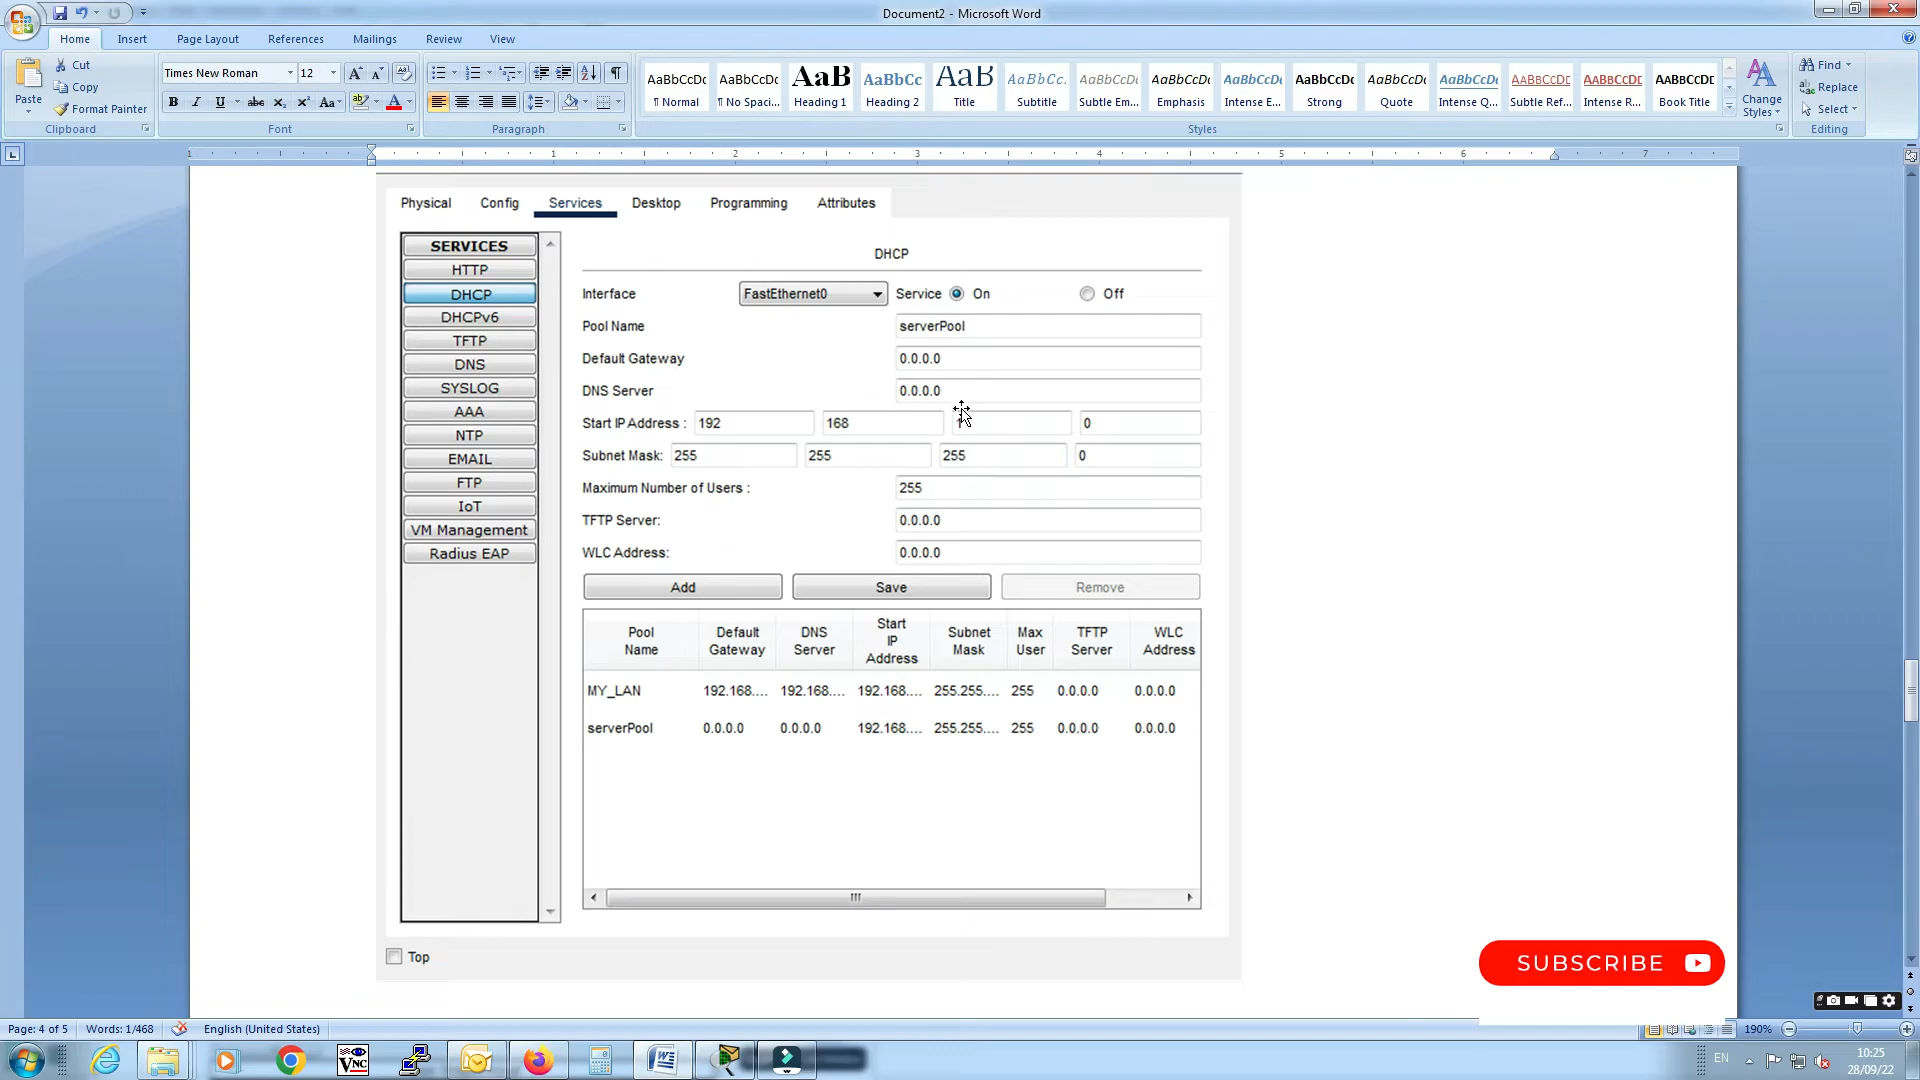 Document2 - Microsoft Word
Home Insert Page Layout References Mailings Review View
Paste
Cut
Copy
Format Painter
Clipboard
Times New Roman 12
Font
Paragraph
AaBbCcDc AaBbCcDc AaB AaBbCc AaB AaBbCc. AaBbCcDc AaBbCcDc AaBbCcDc AaBbCcDc AaBbCcDc AaBbCcDc AaBbCcDc AaBbCcDc AaBbCcDc
¶ Normal ¶ No Spaci... Heading 1 Heading 2 Title Subtitle Subtle Em... Emphasis Intense E... Strong Quote Intense Q... Subtle Ref... Intense R... Book Title
Change Styles
Styles
Find
Replace
Select
Editing
1 1 2 3 4 5 6 7
Physical Config Services Desktop Programming Attributes
SERVICES
HTTP
DHCP
DHCPv6
TFTP
DNS
SYSLOG
AAA
NTP
EMAIL
FTP
IoT
VM Management
Radius EAP
DHCP
Interface FastEthernet0 Service On Off
Pool Name serverPool
Default Gateway 0.0.0.0
DNS Server 0.0.0.0
Start IP Address : 192 168 0
Subnet Mask: 255 255 255 0
Maximum Number of Users : 255
TFTP Server: 0.0.0.0
WLC Address: 0.0.0.0
Add Save Remove
Pool Name Default Gateway DNS Server Start IP Address Subnet Mask Max User TFTP Server WLC Address
MY_LAN 192.168.... 192.168.... 192.168.... 255.255.... 255 0.0.0.0 0.0.0.0
serverPool 0.0.0.0 0.0.0.0 192.168.... 255.255.... 255 0.0.0.0 0.0.0.0
Top
SUBSCRIBE
Page: 4 of 5 Words: 1/468 English (United States) 190%
EN 10:25
28/09/22